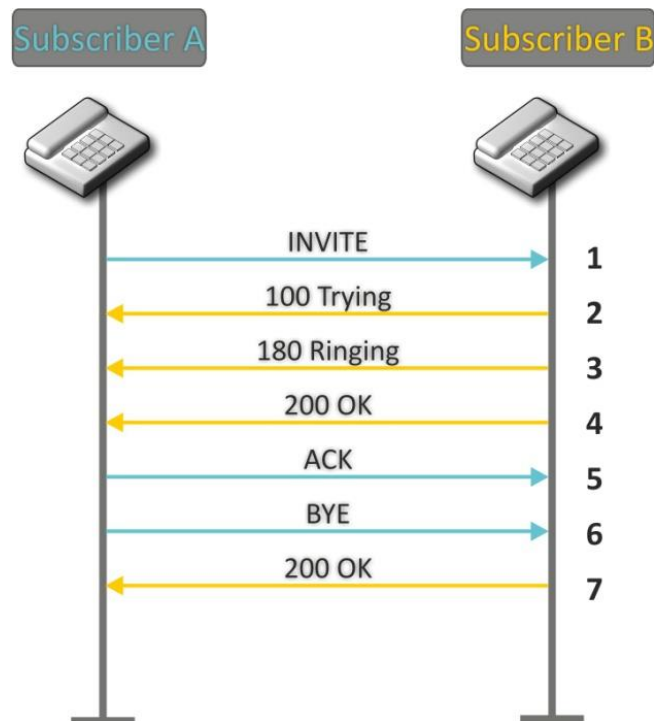 Subscriber A
Subscriber B
INVITE
1
100 Trying
2
180 Ringing
3
200 OK
4
ACK
5
BYE
6
200 OK
7